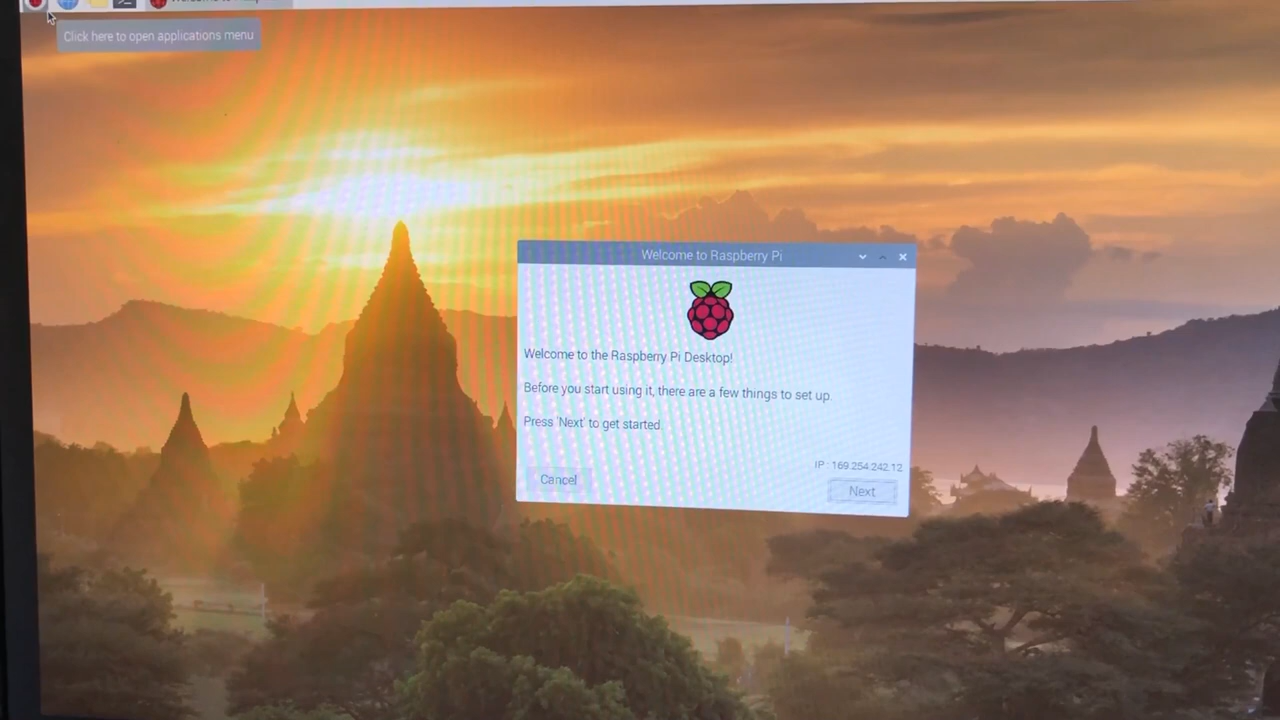 Click here to open applications menu
Welcome to Raspberry Pi
Welcome to the Raspberry Pi Desktop!
Before you start using it, there are a few things to set up.
Press 'Next' to get started.
IP : 169.254.242.12
Cancel
Next